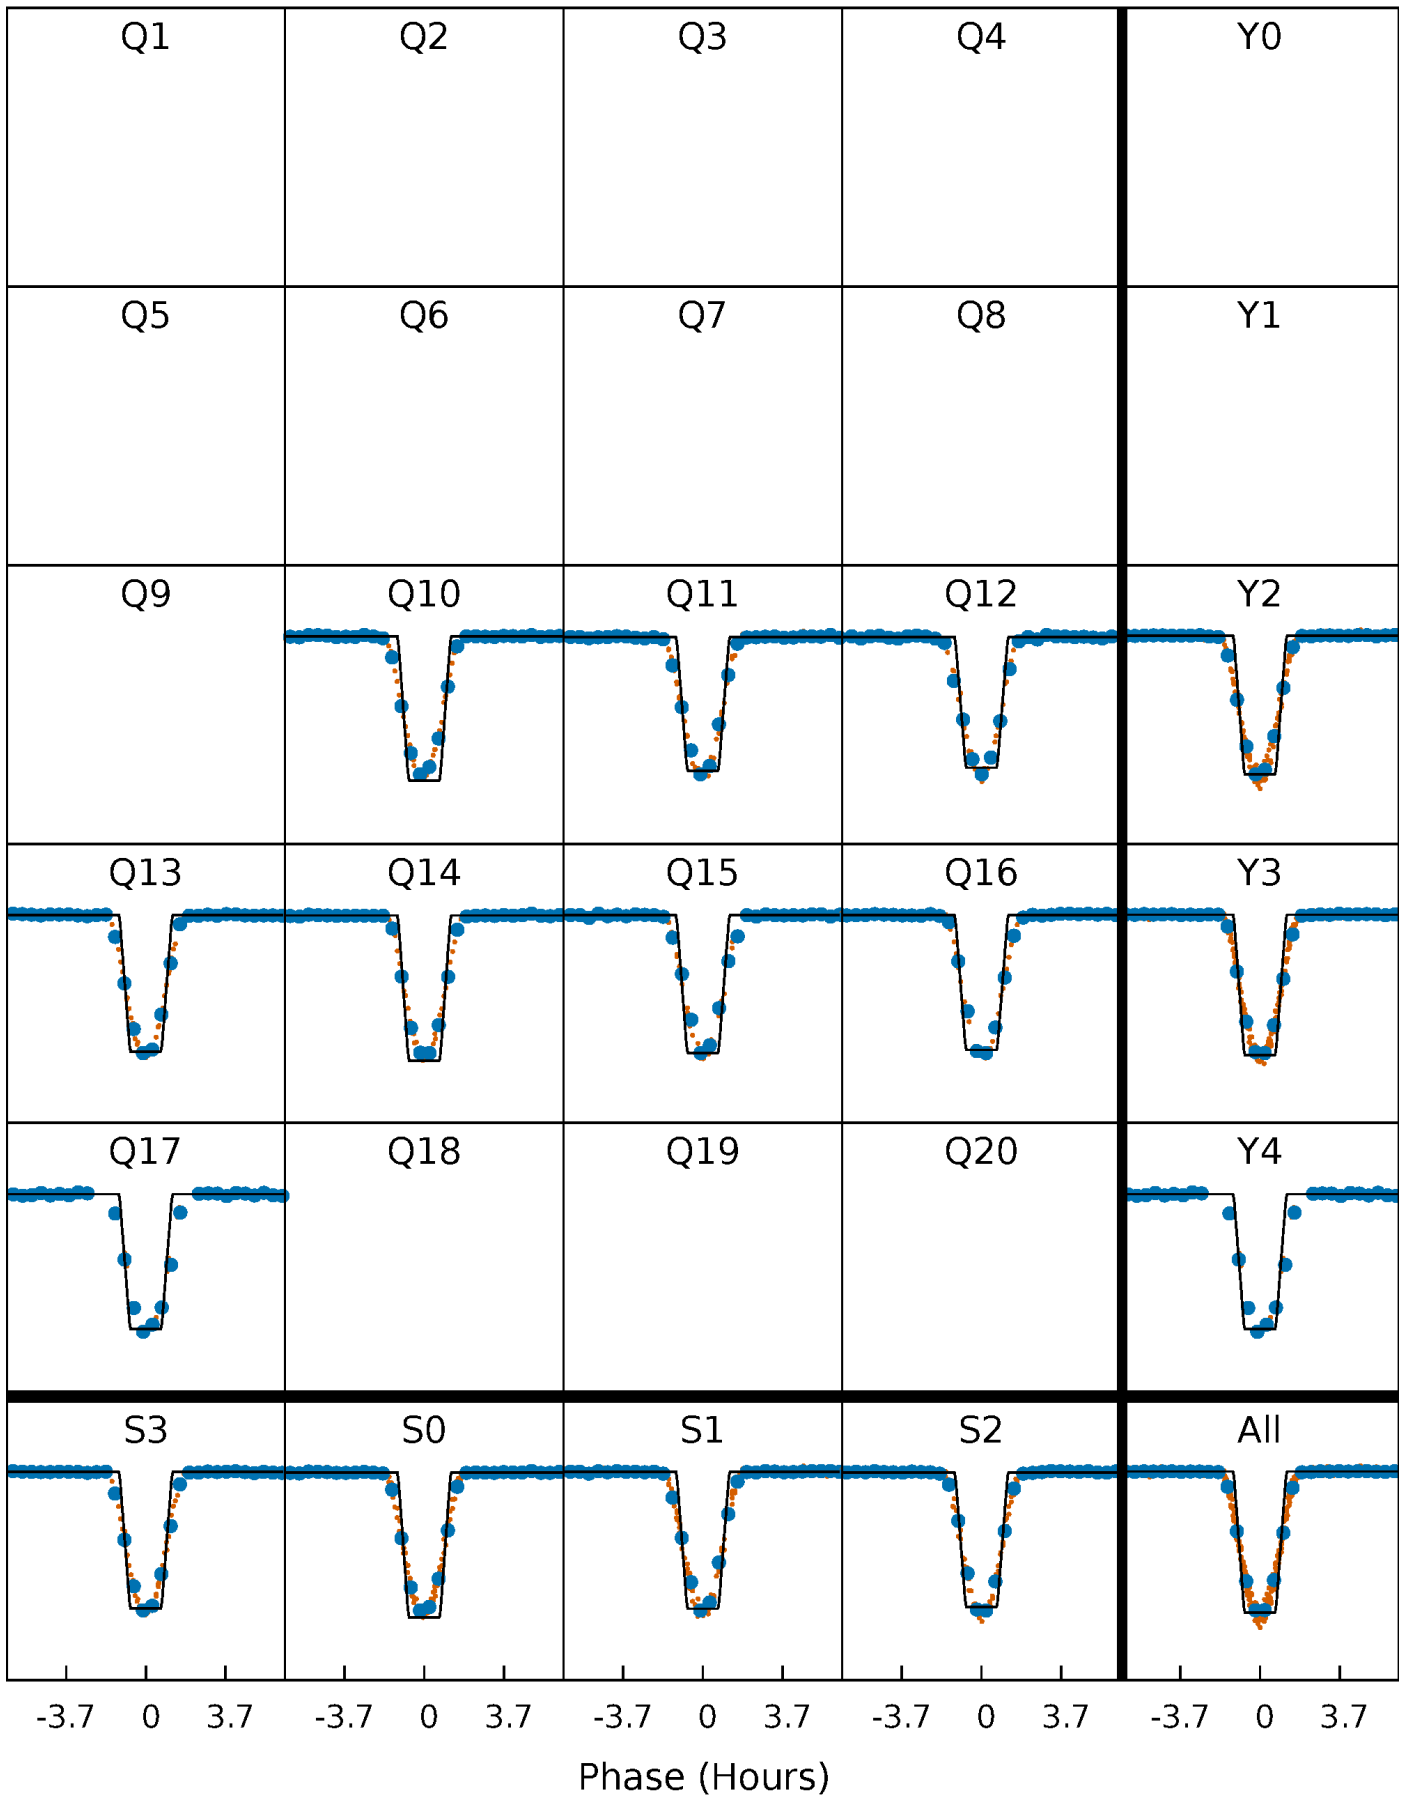 Q1 Q2 Q3 Q4 Y0
Q5 Q6 Q7 Q8 Y1
Q9 Q10 Q11 Q12 Y2
Q13 Q14 Q15 Q16 Y3
Q17 Q18 Q19 Q20 Y4
S3 S0 S1 S2 All
-3.7 0 3.7 -3.7 0 3.7 -3.7 0 3.7 -3.7 0 3.7 -3.7 0 3.7
Phase (Hours)